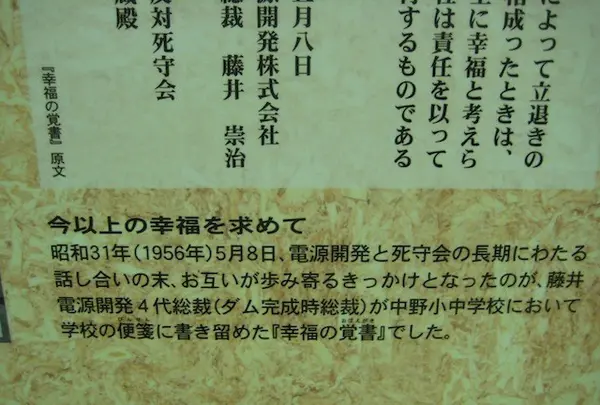 によって立退きの
相成ったときは、
上に幸福と考えら
社は責任を以って
有するものである
五月八日
源開発株式会社
総裁 藤井 崇治
反対死守会
殿
『幸福の覚書』原文
今以上の幸福を求めて
昭和31年(1956年)5月8日、電源開発と死守会の長期にわたる
話し合いの末、お互いが歩み寄るきっかけとなったのが、藤井
電源開発4代総裁(ダム完成時総裁)が中野小中学校において
学校の便箋に書き留めた『幸福の覚書』でした。